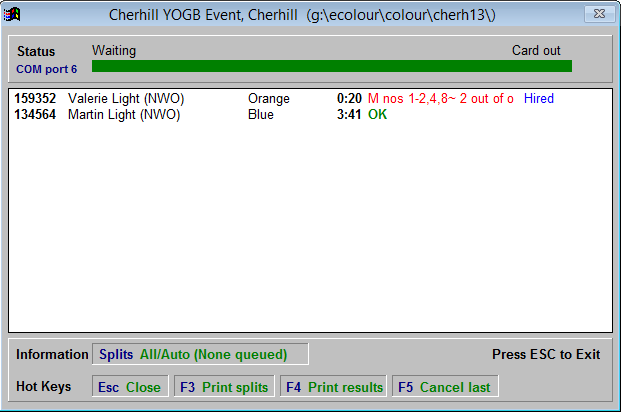 Cherhill YOGB Event, Cherhill (g:\ecolour\colour\cherh13\)
Status Waiting Card out
COM port 6
159352 Valerie Light (NWO) Orange 0:20 M nos 1-2,4,8~ 2 out of o Hired
134564 Martin Light (NWO) Blue 3:41 OK
Information Splits All/Auto (None queued) Press ESC to Exit
Hot Keys Esc Close F3 Print splits F4 Print results F5 Cancel last